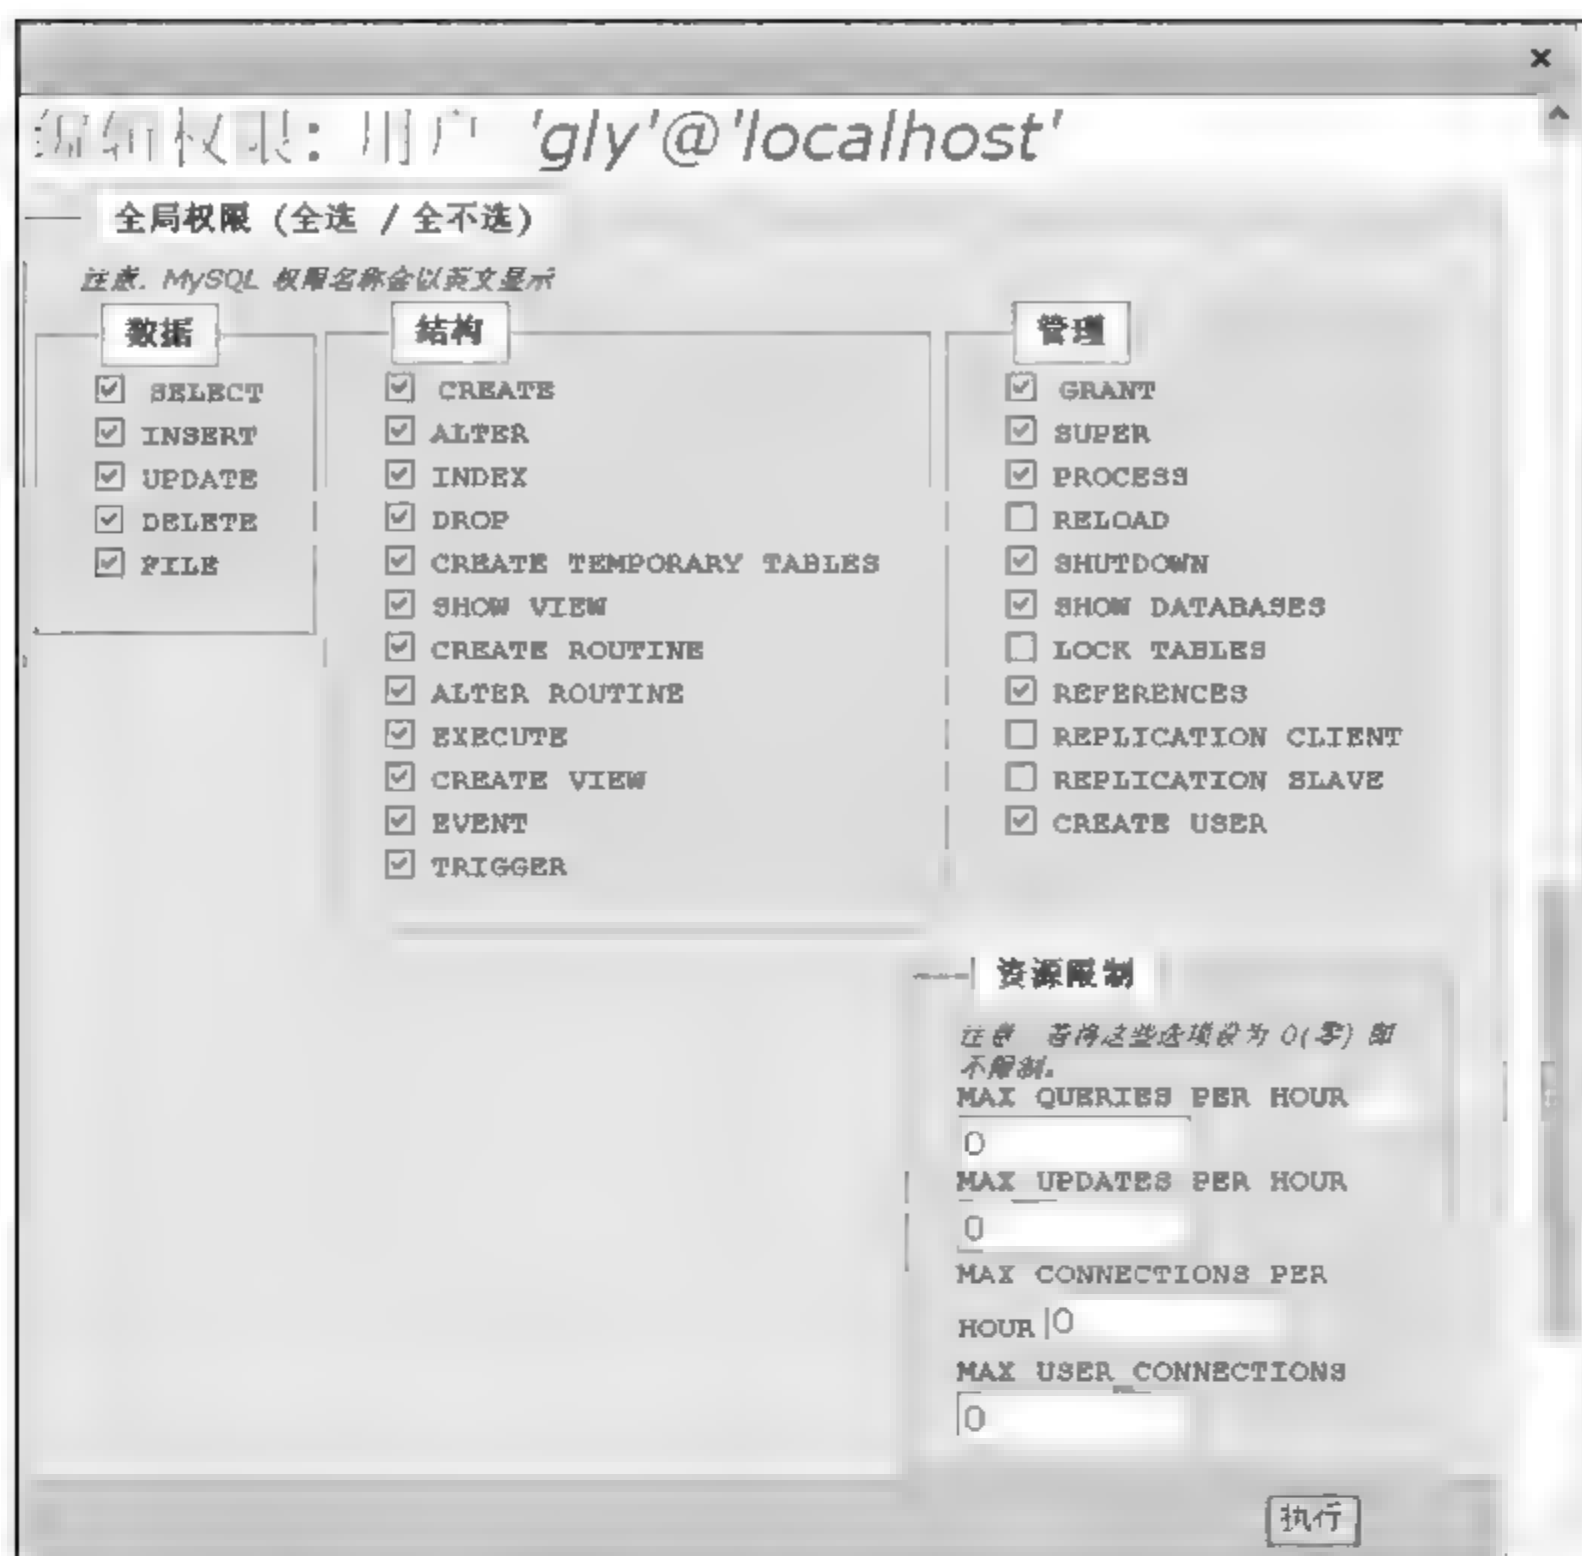 编辑权限: 用户 'gly'@'localhost'
全局权限 (全选 / 全不选)
注意. MySQL 权限名称会以英文显示
数据
SELECT
INSERT
UPDATE
DELETE
FILE
结构
CREATE
ALTER
INDEX
DROP
CREATE TEMPORARY TABLES
SHOW VIEW
CREATE ROUTINE
ALTER ROUTINE
EXECUTE
CREATE VIEW
EVENT
TRIGGER
管理
GRANT
SUPER
PROCESS
RELOAD
SHUTDOWN
SHOW DATABASES
LOCK TABLES
REFERENCES
REPLICATION CLIENT
REPLICATION SLAVE
CREATE USER
资源限制
注意 若将这些选项设为 0(零) 即
不限制。
MAX QUERIES PER HOUR
0
MAX UPDATES PER HOUR
0
MAX CONNECTIONS PER
HOUR 0
MAX USER_CONNECTIONS
0
执行